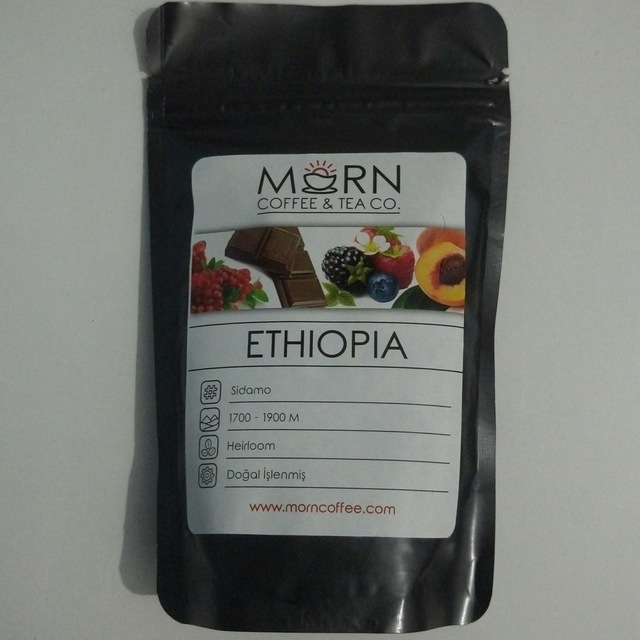 MORN
COFFEE & TEA CO.
ETHIOPIA
Sidamo
1700 - 1900 M
Heirloom
Doğal İşlenmiş
www.morncoffee.com